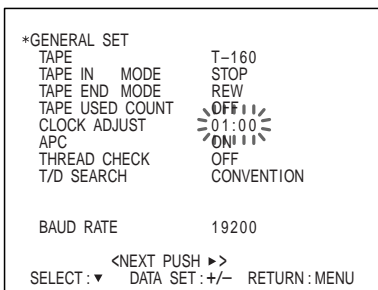 *GENERAL SET
TAPE T–160
TAPE IN MODE STOP
TAPE END MODE REW
TAPE USED COUNT OFF
CLOCK ADJUST 01:00
APC ON
THREAD CHECK OFF
T/D SEARCH CONVENTION
BAUD RATE 19200
<NEXT PUSH ►>
SELECT:▼ DATA SET:+/– RETURN:MENU